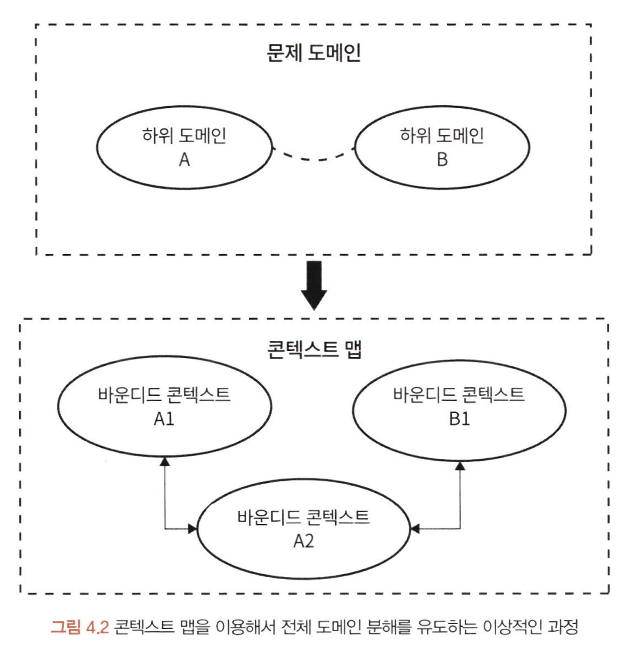 문제 도메인
하위 도메인
A
하위 도메인
B
콘텍스트 맵
바운디드 콘텍스트
A1
바운디드 콘텍스트
B1
바운디드 콘텍스트
A2
그림 4.2 콘텍스트 맵을 이용해서 전체 도메인 분해를 유도하는 이상적인 과정